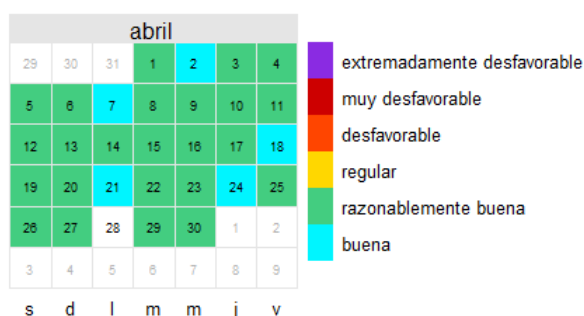 abril
29 30 31 1 2 3 4
5 6 7 8 9 10 11
12 13 14 15 16 17 18
19 20 21 22 23 24 25
26 27 28 29 30 1 2
3 4 5 6 7 8 9
s d l m m j v
extremadamente desfavorable
muy desfavorable
desfavorable
regular
razonablemente buena
buena